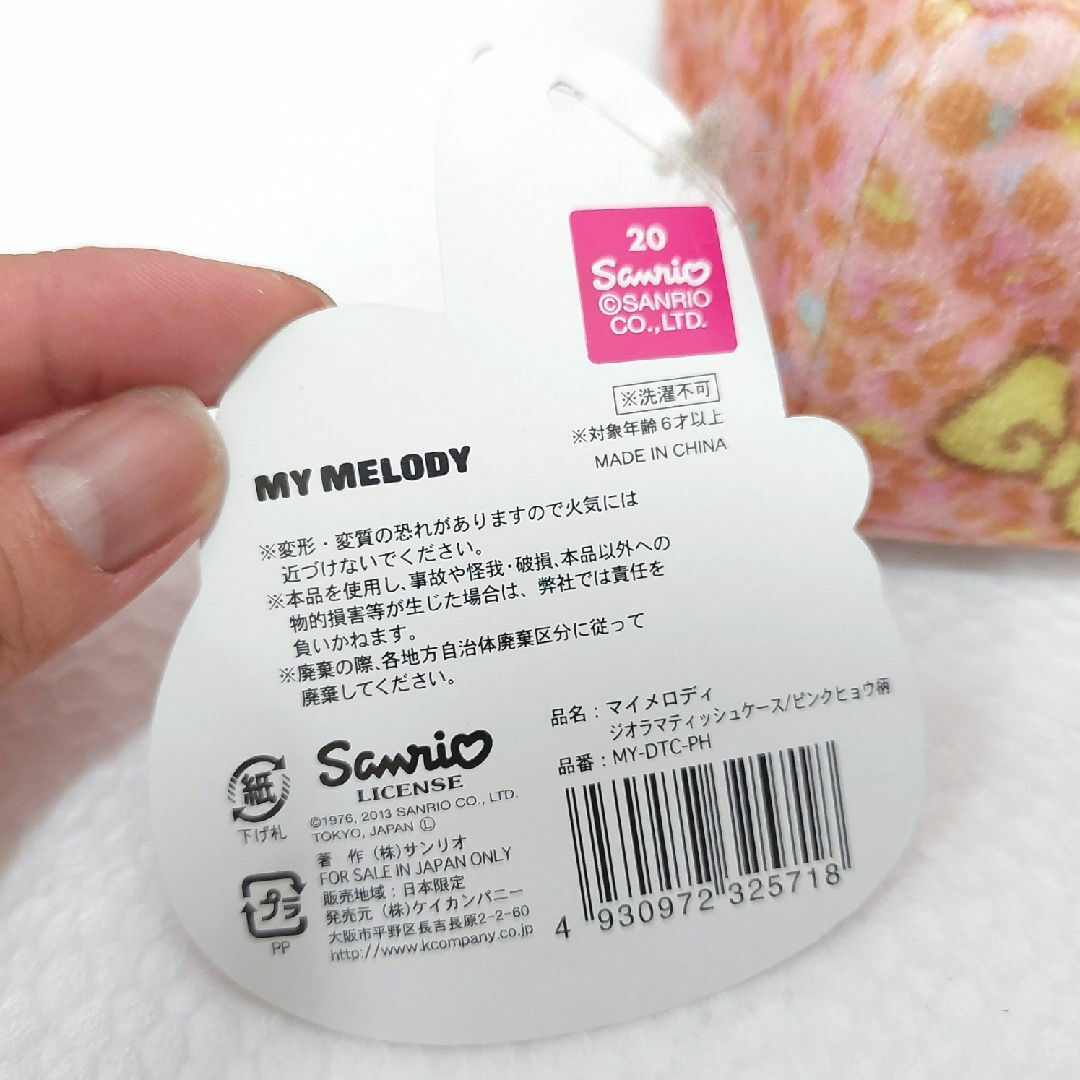 20
Sanrio
©SANRIO
CO.,LTD.
※洗濯不可
※対象年齢6才以上
MADE IN CHINA
MY MELODY
※変形・変質の恐れがありますので火気には
近づけないでください。
※本品を使用し、事故や怪我・破損、本品以外への
物的損害等が生じた場合は、弊社では責任を
負いかねます。
※廃棄の際、各地方自治体廃棄区分に従って
廃棄してください。
品名：マイメロディ
ジオラマティッシュケース/ピンクヒョウ柄
品番：MY-DTC-PH
紙
下げ札
プラ
PP
Sanrio
LICENSE
©1976, 2013 SANRIO CO., LTD.
TOKYO, JAPAN Ⓛ
著　作 (株)サンリオ
FOR SALE IN JAPAN ONLY
販売地域：日本限定
発売元 (株)ケイカンパニー
大阪市平野区長吉長原2-2-60
http://www.kcompany.co.jp
4 930972 325718